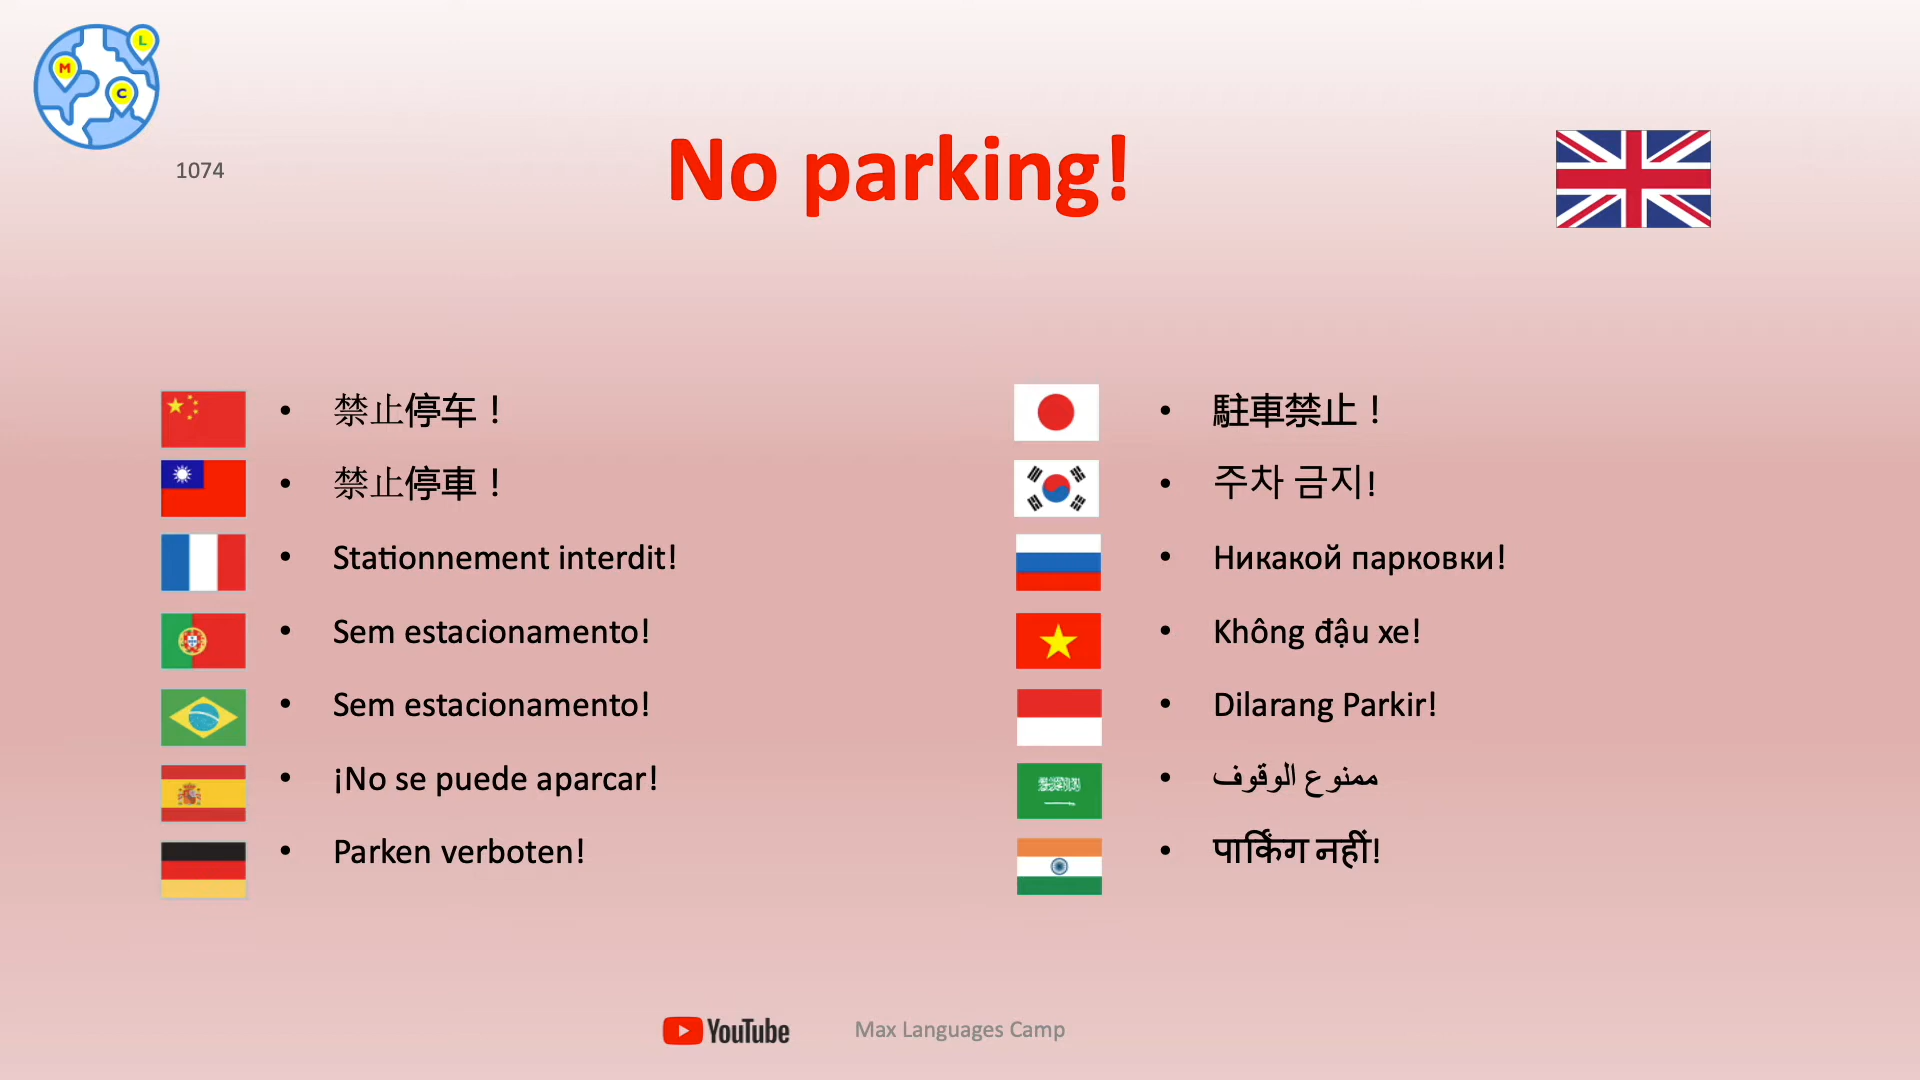 L
M
C
1074
No parking!
• 禁止停车！
• 禁止停車！
• Stationnement interdit!
• Sem estacionamento!
• Sem estacionamento!
• ¡No se puede aparcar!
• Parken verboten!
• 駐車禁止！
• 주차 금지!
• Никакой парковки!
• Không đậu xe!
• Dilarang Parkir!
• ممنوع الوقوف
• पार्किंग नहीं!
YouTube
Max Languages Camp